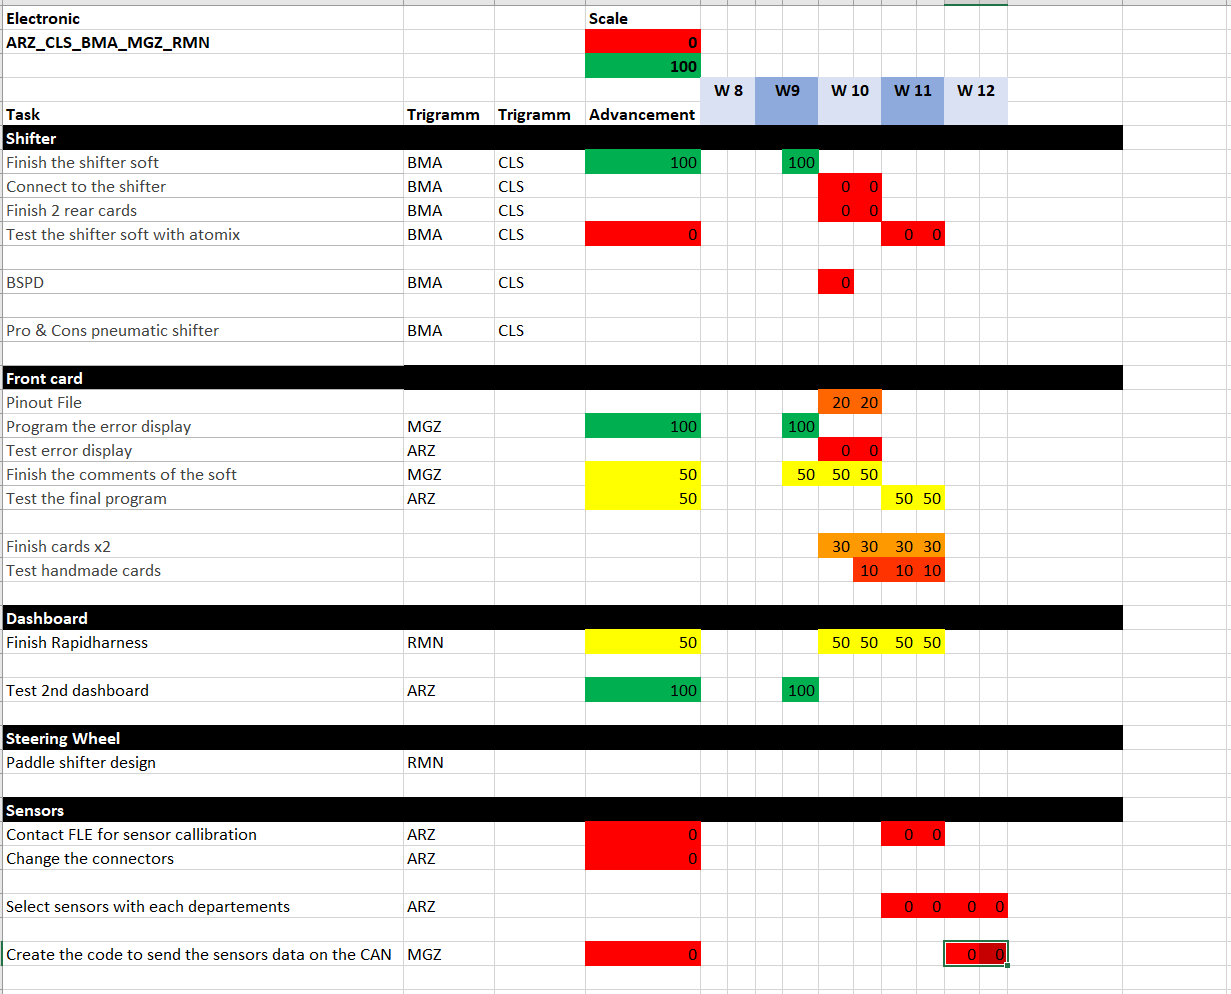 Electronic Scale
ARZ_CLS_BMA_MGZ_RMN 0
100
W 8 W9 W 10 W 11 W 12
Task Trigramm Trigramm Advancement
Shifter
Finish the shifter soft BMA CLS 100 100
Connect to the shifter BMA CLS 0 0
Finish 2 rear cards BMA CLS 0 0
Test the shifter soft with atomix BMA CLS 0 0 0
BSPD BMA CLS 0
Pro & Cons pneumatic shifter BMA CLS
Front card
Pinout File 20 20
Program the error display MGZ 100 100
Test error display ARZ 0 0
Finish the comments of the soft MGZ 50 50 50 50
Test the final program ARZ 50 50 50
Finish cards x2 30 30 30 30
Test handmade cards 10 10 10
Dashboard
Finish Rapidharness RMN 50 50 50 50 50
Test 2nd dashboard ARZ 100 100
Steering Wheel
Paddle shifter design RMN
Sensors
Contact FLE for sensor callibration ARZ 0 0 0
Change the connectors ARZ 0
Select sensors with each departements ARZ 0 0 0 0
Create the code to send the sensors data on the CAN MGZ 0 0 0